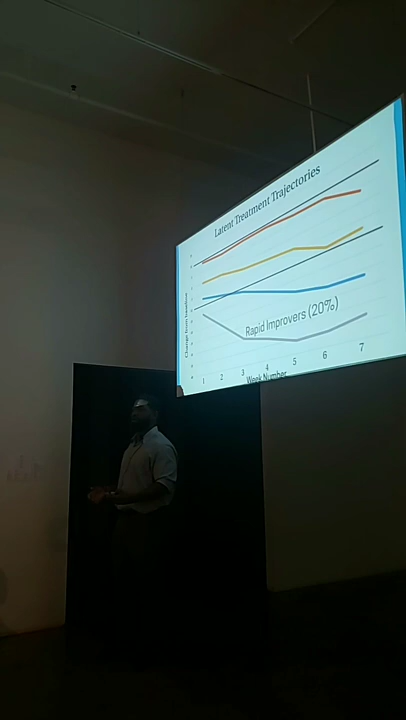 Latent Treatment Trajectories
Change from baseline
Rapid Improvers (20%)
1 2 3 4 5 6 7
Week Number